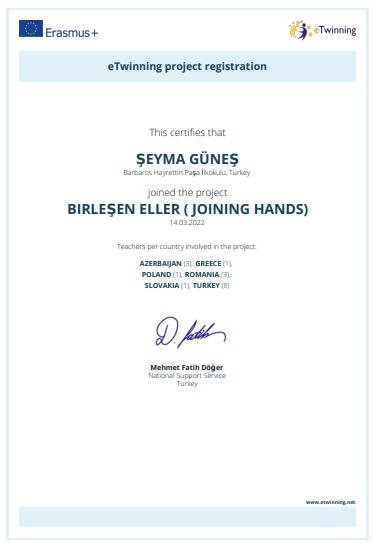 Erasmus+
eTwinning
eTwinning project registration
This certifies that
ŞEYMA GÜNEŞ
Barbaros Hayrettin Paşa İlkokulu, Turkey
joined the project
BIRLEŞEN ELLER ( JOINING HANDS)
14.03.2022
Teachers per country involved in the project:
AZERBAIJAN (3), GREECE (1),
POLAND (1), ROMANIA (3),
SLOVAKIA (1), TURKEY (8)
D. fatih
Mehmet Fatih Döğer
National Support Service
Turkey
www.etwinning.net